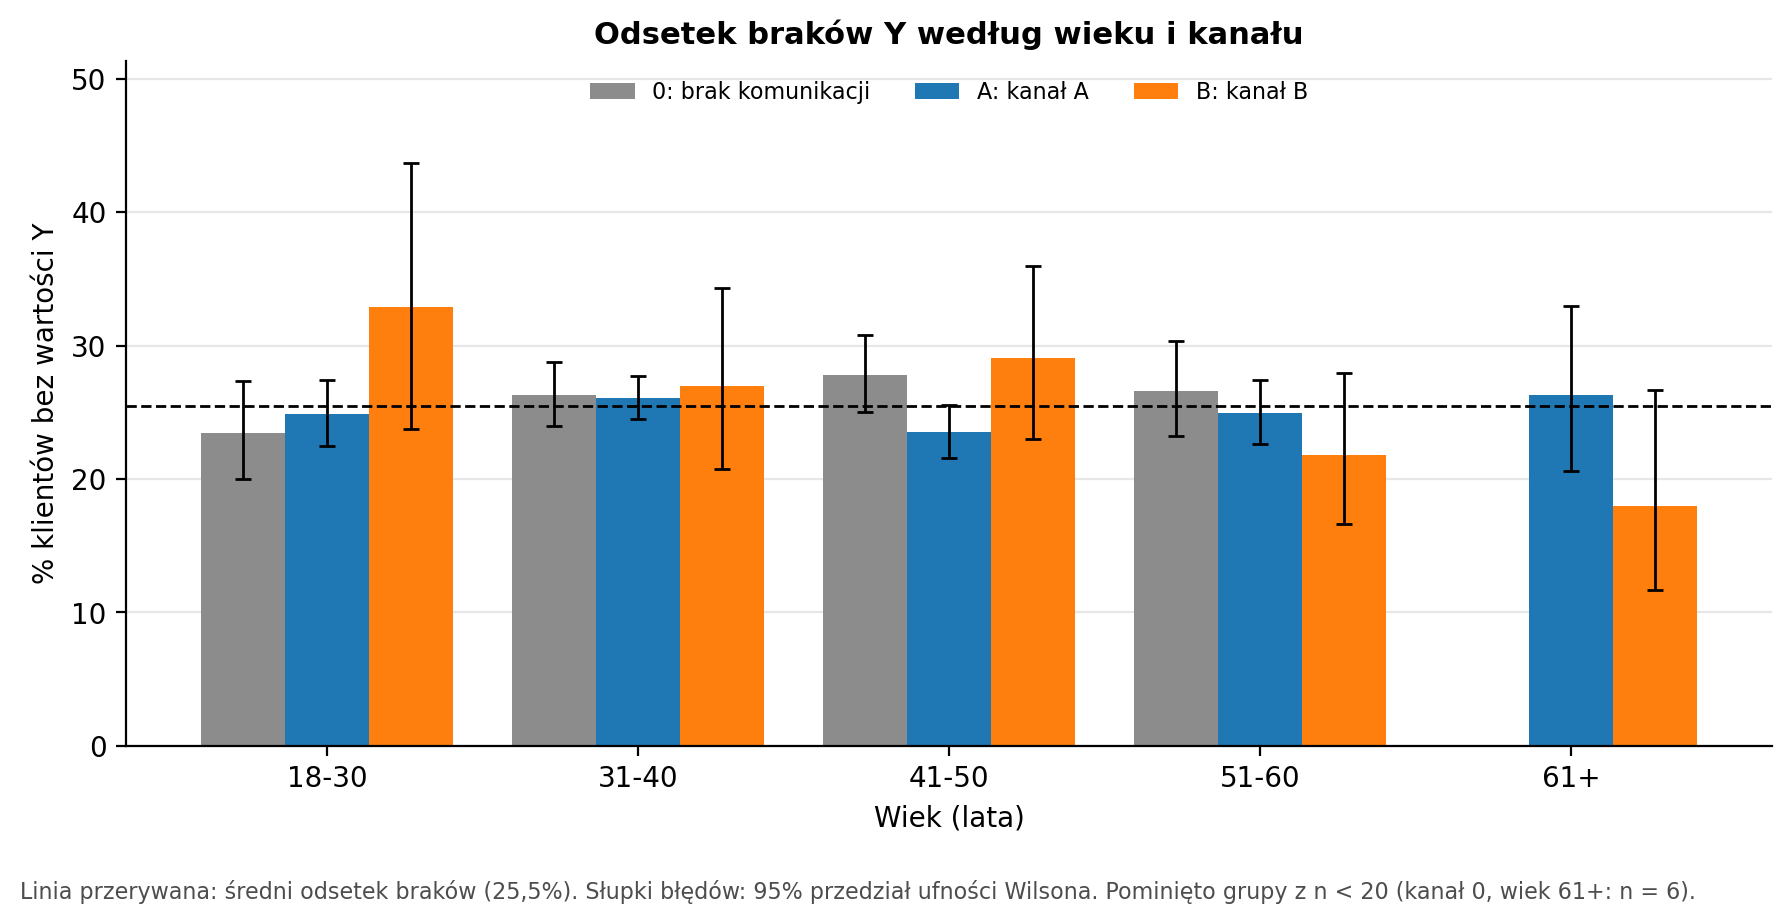 Odsetek braków Y według wieku i kanału
0: brak komunikacji
A: kanał A
B: kanał B
% klientów bez wartości Y
50
40
30
20
10
0
18-30
31-40
41-50
51-60
61+
Wiek (lata)
Linia przerywana: średni odsetek braków (25,5%). Słupki błędów: 95% przedział ufności Wilsona. Pominięto grupy z n < 20 (kanał 0, wiek 61+: n = 6).